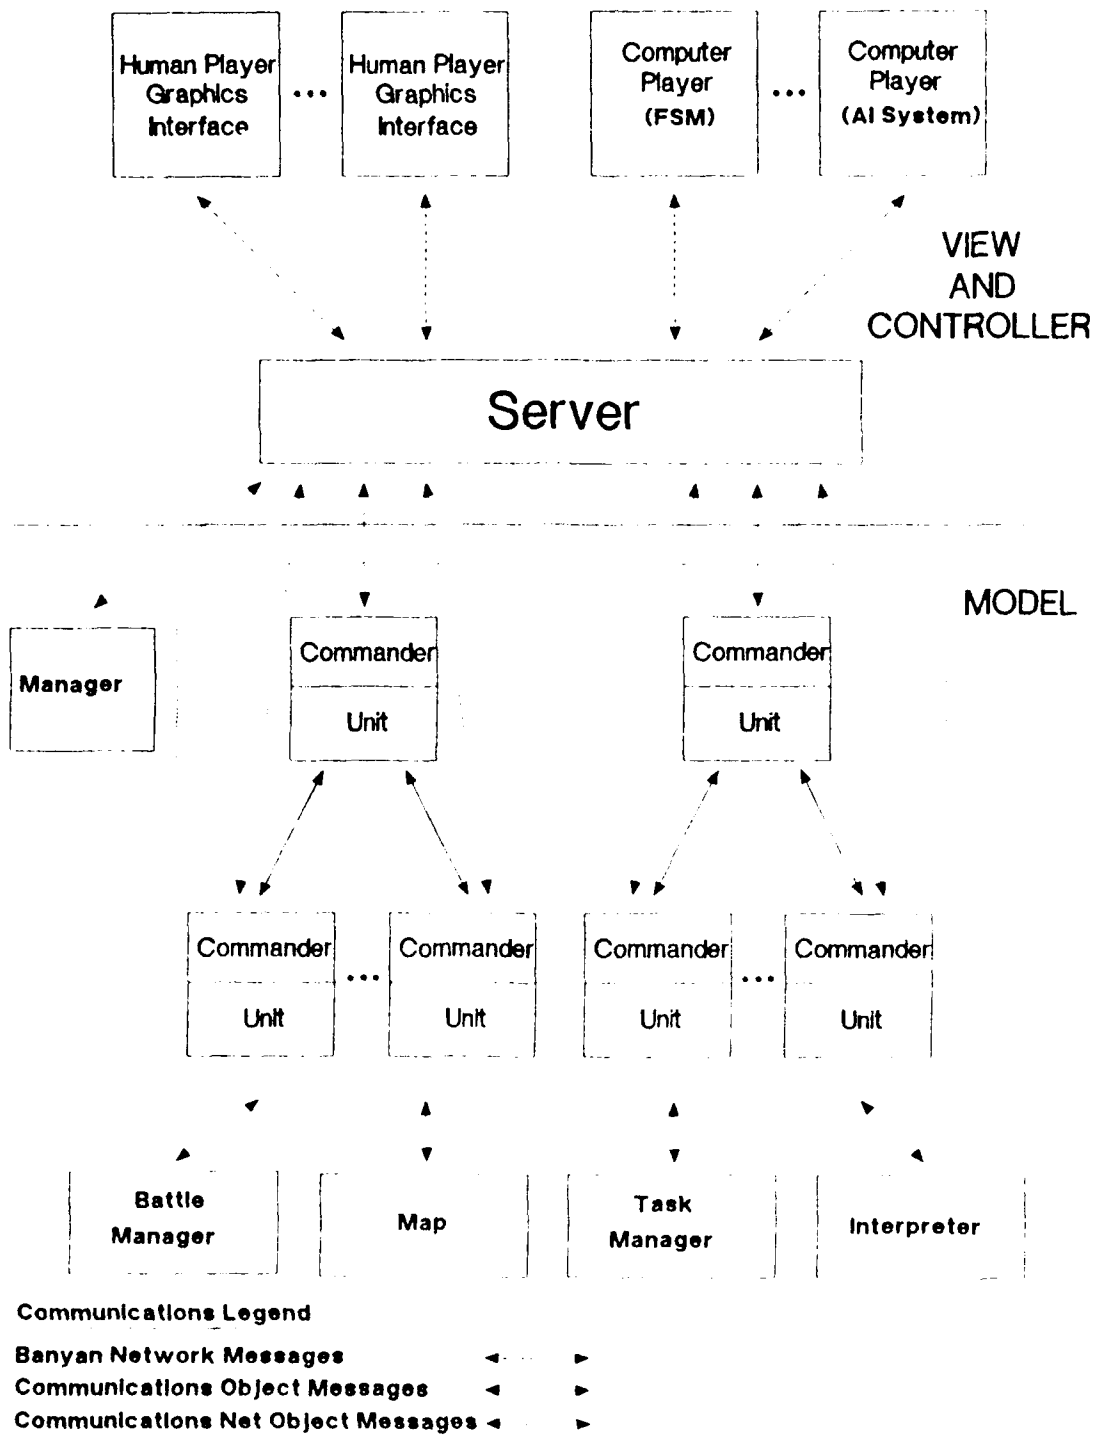 Human Player
Graphics
Interface
...
Human Player
Graphics
Interface
Computer
Player
(FSM)
...
Computer
Player
(AI System)
VIEW
AND
CONTROLLER
Server
MODEL
Manager
Commander
Unit
Commander
Unit
Commander
Unit
...
Commander
Unit
Commander
Unit
...
Commander
Unit
Battle
Manager
Map
Task
Manager
Interpreter
Communications Legend
Banyan Network Messages
Communications Object Messages
Communications Net Object Messages